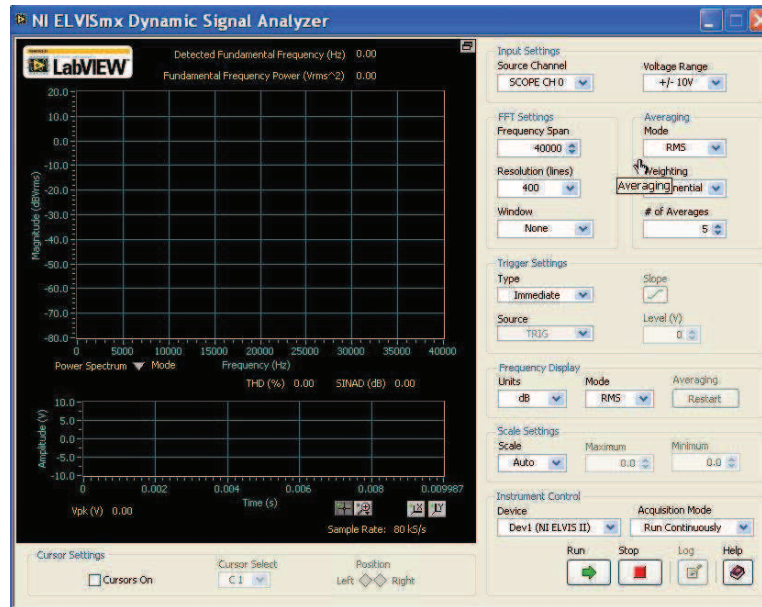 NI ELVISmx Dynamic Signal Analyzer
LabVIEW
Detected Fundamental Frequency (Hz) 0.00
Fundamental Frequency Power (Vrms^2) 0.00
20.0
10.0
0.0
-10.0
-20.0
-30.0
-40.0
-50.0
-60.0
-70.0
-80.0
Magnitude (dBVrms)
0 5000 10000 15000 20000 25000 30000 35000 40000
Power Spectrum Mode Frequency (Hz)
THD (%) 0.00 SINAD (dB) 0.00
10.0
5.0
0.0
-5.0
-10.0
Amplitude (V)
0 0.002 0.004 0.006 0.008 0.009987
Vpk (V) 0.00 Time (s)
Sample Rate: 80 kS/s
Cursor Settings
Cursors On
Cursor Select
C1
Position
Left Right
Input Settings
Source Channel Voltage Range
SCOPE CH 0 +/- 10V
FFT Settings
Frequency Span
40000
Resolution (lines)
400
Window
None
Averaging
Mode
RMS
Weighting
Averaging nential
# of Averages
5
Trigger Settings
Type Slope
Immediate
Source Level (V)
TRIG 0
Frequency Display
Units Mode Averaging
dB RMS Restart
Scale Settings
Scale Maximum Minimum
Auto 0.0 0.0
Instrument Control
Device Acquisition Mode
Dev1 (NI ELVIS II) Run Continuously
Run Stop Log Help